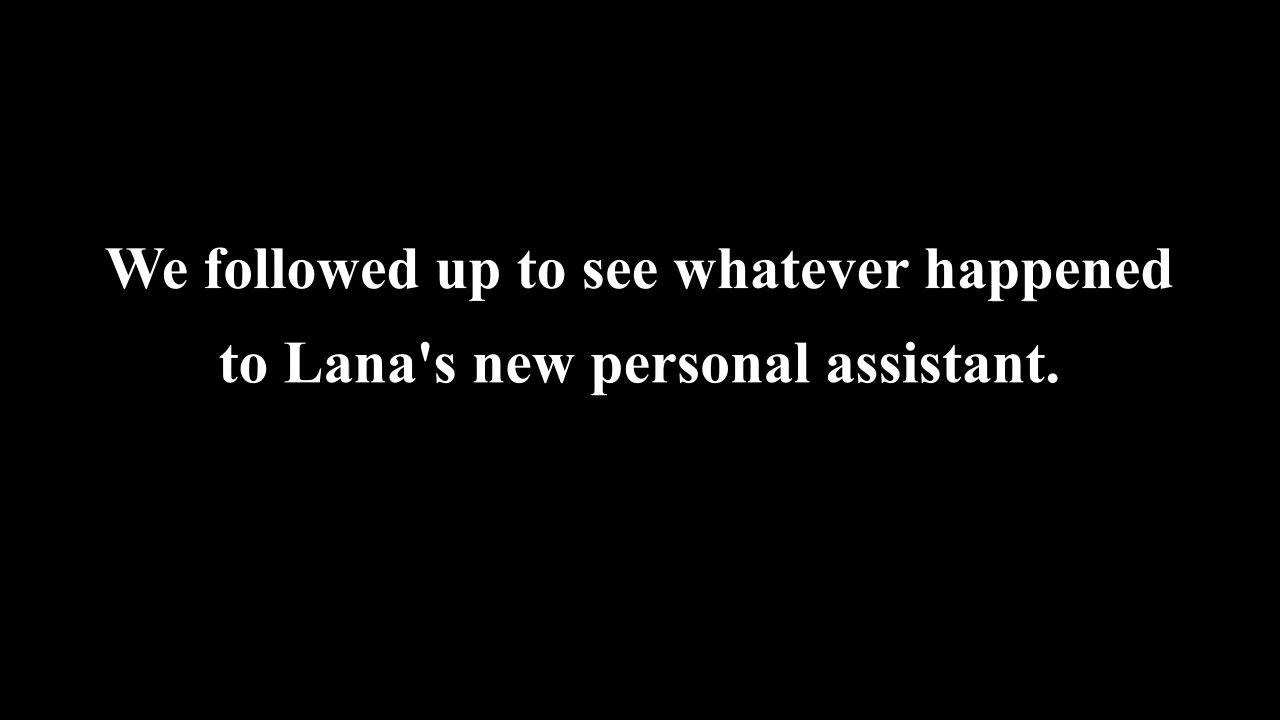 We followed up to see whatever happened
to Lana's new personal assistant.